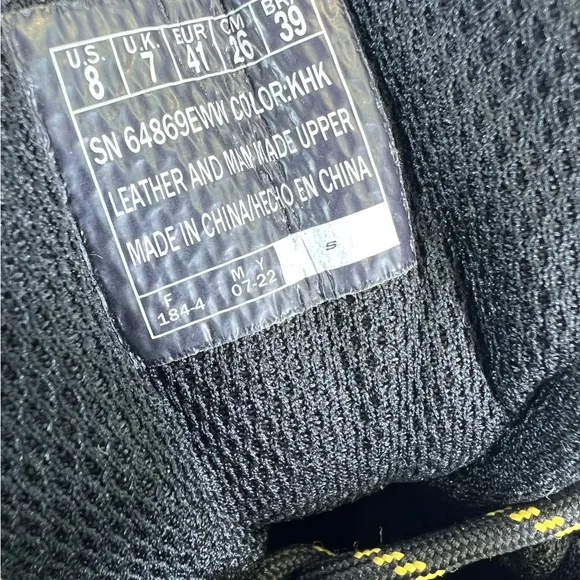 U.S. U.K. EUR CM BR
8 7 41 26 39
SN 64869EWW COLOR:KHK
LEATHER AND MAN MADE UPPER
MADE IN CHINA/HECHO EN CHINA
F M Y S
184-4 07-22